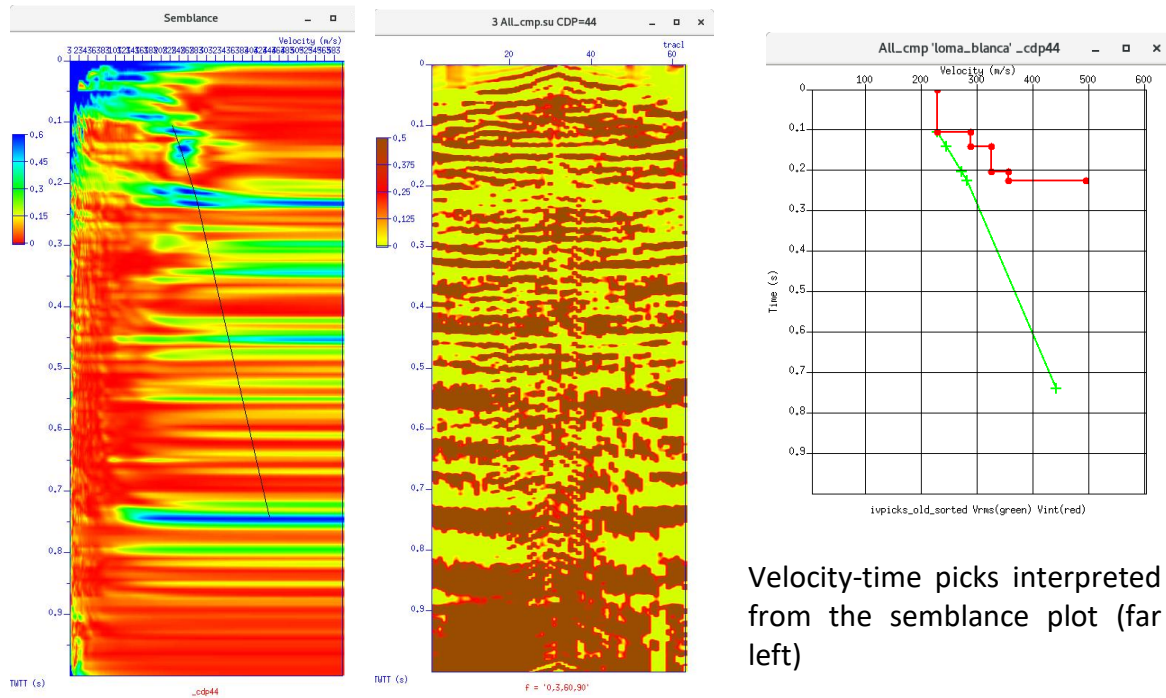 Semblance
Velocity (m/s)
0
0,1
0,2
0,3
0,4
0,5
0,6
0,7
0,8
0,9
0,6
0,45
0,3
0,15
0
TWTT (s)
_cdp44
3 All_cmp.su CDP=44
tracl
20 40 60
0
0,1
0,2
0,3
0,4
0,5
0,6
0,7
0,8
0,9
0,5
0,375
0,25
0,125
0
TWTT (s)
f = '0,3,60,90'
All_cmp 'loma_blanca' _cdp44
Velocity (m/s)
100 200 300 400 500 600
0
0.1
0.2
0.3
0.4
0.5
0.6
0.7
0.8
0.9
Time (s)
ivpicks_old_sorted Vrms(green) Vint(red)
Velocity-time picks interpreted
from the semblance plot (far
left)